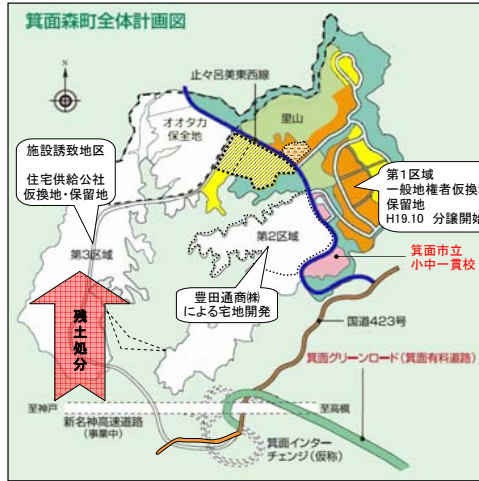 箕面森町全体計画図
N
止々呂美東西線
オオタカ
保全地
里山
施設誘致地区
住宅供給公社
仮換地・保留地
第1区域
一般地権者仮換
保留地
H19.10 分譲開始
第2区域
第3区域
箕面市立
小中一貫校
豊田通商㈱
による宅地開発
残土処分
国道423号
箕面グリーンロード(箕面有料道路)
至神戸
至高槻
新名神高速道路
(事業中)
箕面インター
チェンジ(仮称)